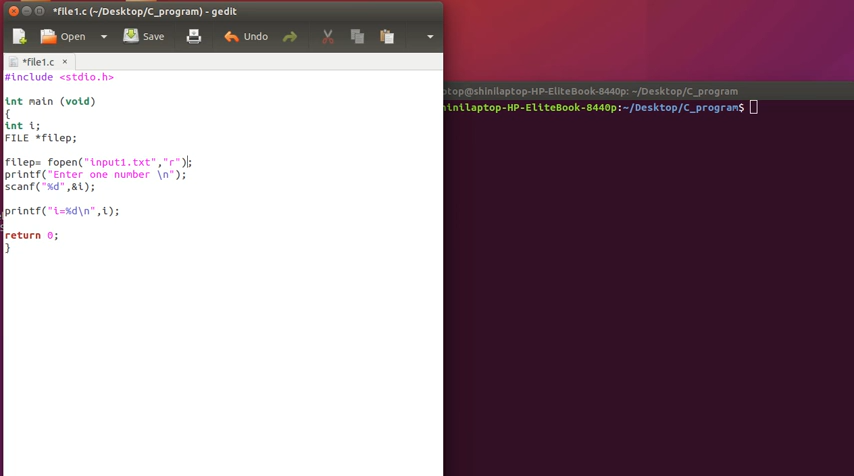 *file1.c (~/Desktop/C_program) - gedit
Open Save Undo
*file1.c ×
#include <stdio.h>
int main (void)
{
int i;
FILE *filep;
filep= fopen("input1.txt","r");
printf("Enter one number \n");
scanf("%d",&i);
printf("i=%d\n",i);
return 0;
}
ptop@shinilaptop-HP-EliteBook-8440p: ~/Desktop/C_program
inilaptop-HP-EliteBook-8440p:~/Desktop/C_program$